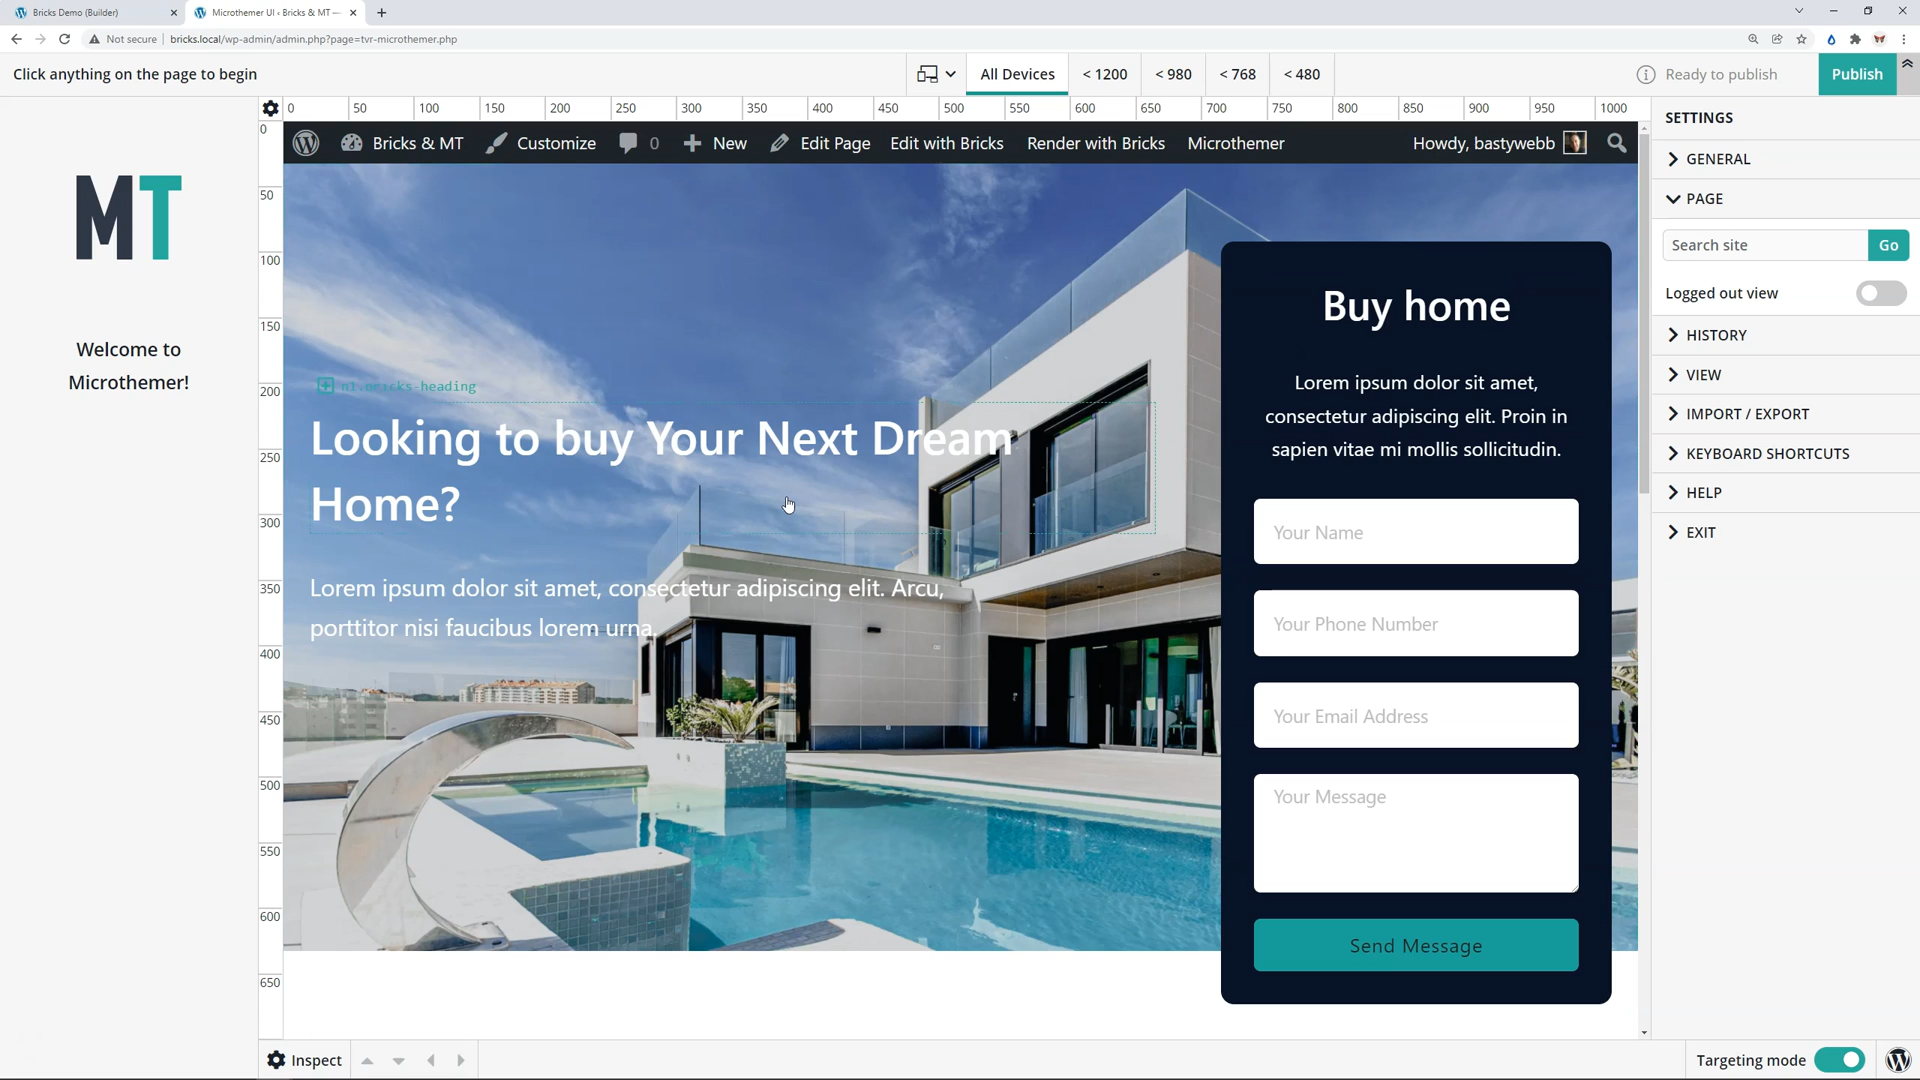 Bricks Demo (Builder)
Microthemer UI ‹ Bricks & MT —
Not secure
bricks.local/wp-admin/admin.php?page=tvr-microthemer.php
Click anything on the page to begin
All Devices
< 1200
< 980
< 768
< 480
Ready to publish
Publish
0 50 100 150 200 250 300 350 400 450 500 550 600 650 700 750 800 850 900 950 1000
0
50
100
150
200
250
300
350
400
450
500
550
600
650
MT
Welcome to
Microthemer!
Bricks & MT
Customize
0
New
Edit Page
Edit with Bricks
Render with Bricks
Microthemer
Howdy, bastywebb
h1.bricks-heading
Looking to buy Your Next Dream
Home?
Lorem ipsum dolor sit amet, consectetur adipiscing elit. Arcu,
porttitor nisi faucibus lorem urna.
Buy home
Lorem ipsum dolor sit amet,
consectetur adipiscing elit. Proin in
sapien vitae mi mollis sollicitudin.
Your Name
Your Phone Number
Your Email Address
Your Message
Send Message
SETTINGS
GENERAL
PAGE
Search site
Go
Logged out view
HISTORY
VIEW
IMPORT / EXPORT
KEYBOARD SHORTCUTS
HELP
EXIT
Inspect
Targeting mode